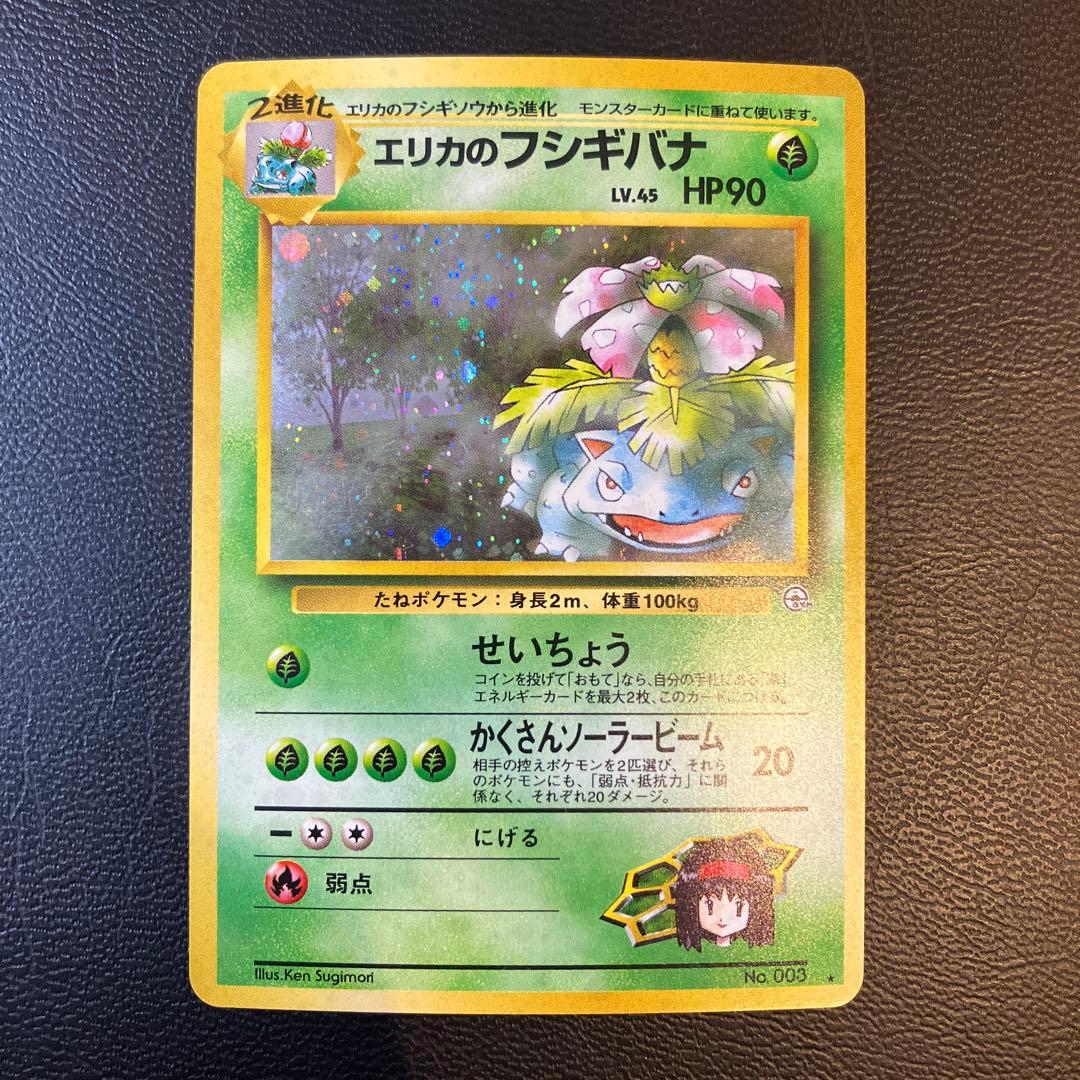 2進化 エリカのフシギソウから進化 モンスターカードに重ねて使います。
エリカのフシギバナ
LV.45 HP90
たねポケモン：身長2m、体重100kg
GYM
せいちょう
コインを投げて「おもて」なら、自分の手札にある「草」
エネルギーカードを最大2枚、このカードにつける。
かくさんソーラービーム 20
相手の控えポケモンを2匹選び、それら
のポケモンにも、「弱点・抵抗力」に関
係なく、それぞれ20ダメージ。
にげる
弱点
Illus.Ken Sugimori No. 003 ★